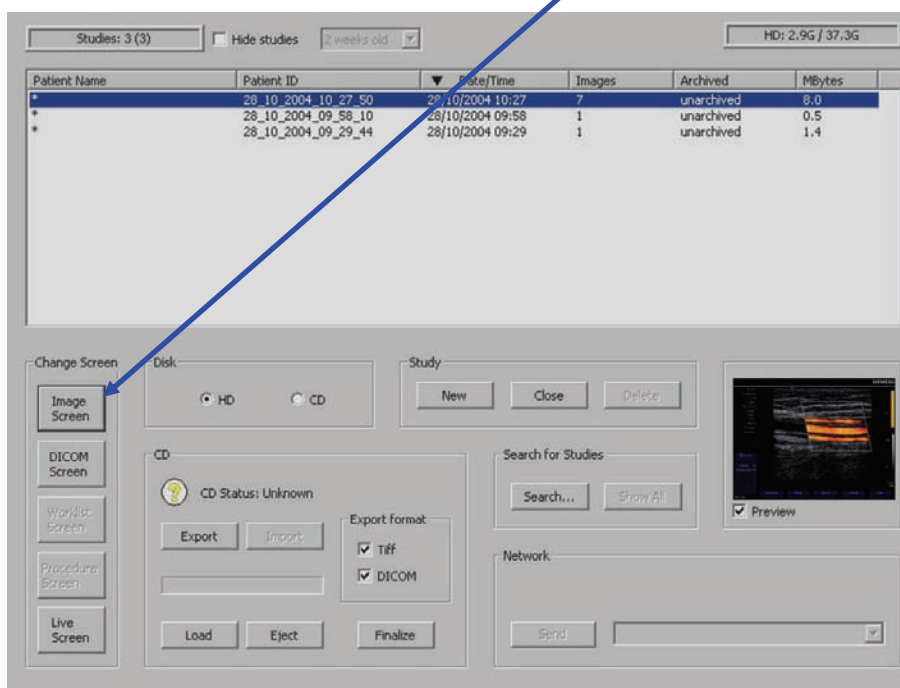 Studies: 3 (3)
Hide studies
2 weeks old
HD: 2.9G / 37.3G
Patient Name Patient ID Date/Time Images Archived MBytes
* 28_10_2004_10_27_50 28/10/2004 10:27 7 unarchived 8.0
* 28_10_2004_09_58_10 28/10/2004 09:58 1 unarchived 0.5
* 28_10_2004_09_29_44 28/10/2004 09:29 1 unarchived 1.4
Change Screen
Image
Screen
DICOM
Screen
Worklist
Screen
Procedure
Screen
Live
Screen
Disk
HD CD
Study
New Close Delete
CD
CD Status: Unknown
Export Import
Export format
Tiff
DICOM
Load Eject Finalize
Search for Studies
Search... Show All
SIEMENS
Preview
Network
Send